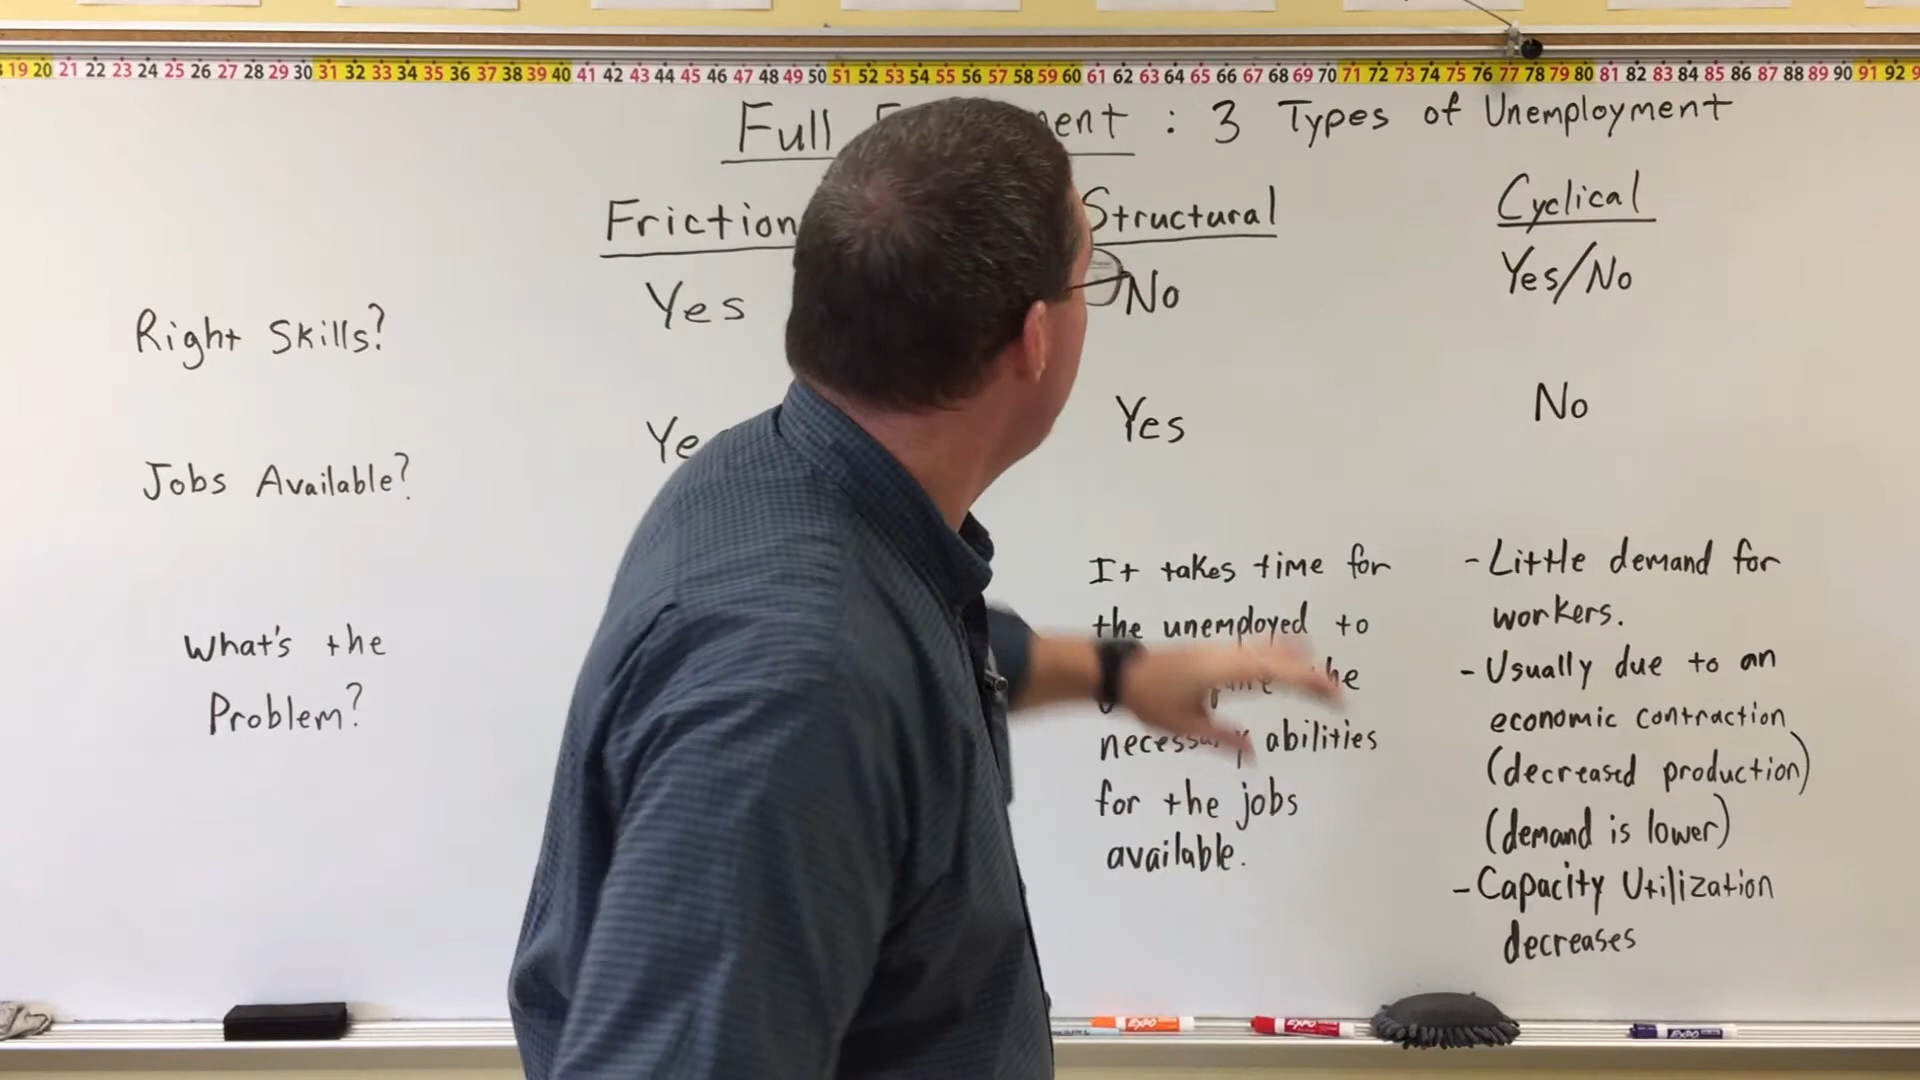 19 20 21 22 23 24 25 26 27 28 29 30 31 32 33 34 35 36 37 38 39 40 41 42 43 44 45 46 47 48 49 50 51 52 53 54 55 56 57 58 59 60 61 62 63 64 65 66 67 68 69 70 71 72 73 74 75 76 77 78 79 80 81 82 83 84 85 86 87 88 89 90 91 92
Full ent : 3 Types of Unemployment
Friction Structural Cyclical
Right Skills? Yes No Yes/No
Jobs Available? Ye Yes No
What's the
Problem?
It takes time for
the unemployed to
he
necessary abilities
for the jobs
available.
- Little demand for
workers.
- Usually due to an
economic contraction
(decreased production)
(demand is lower)
- Capacity Utilization
decreases
EXPO
EXPO
EXPO